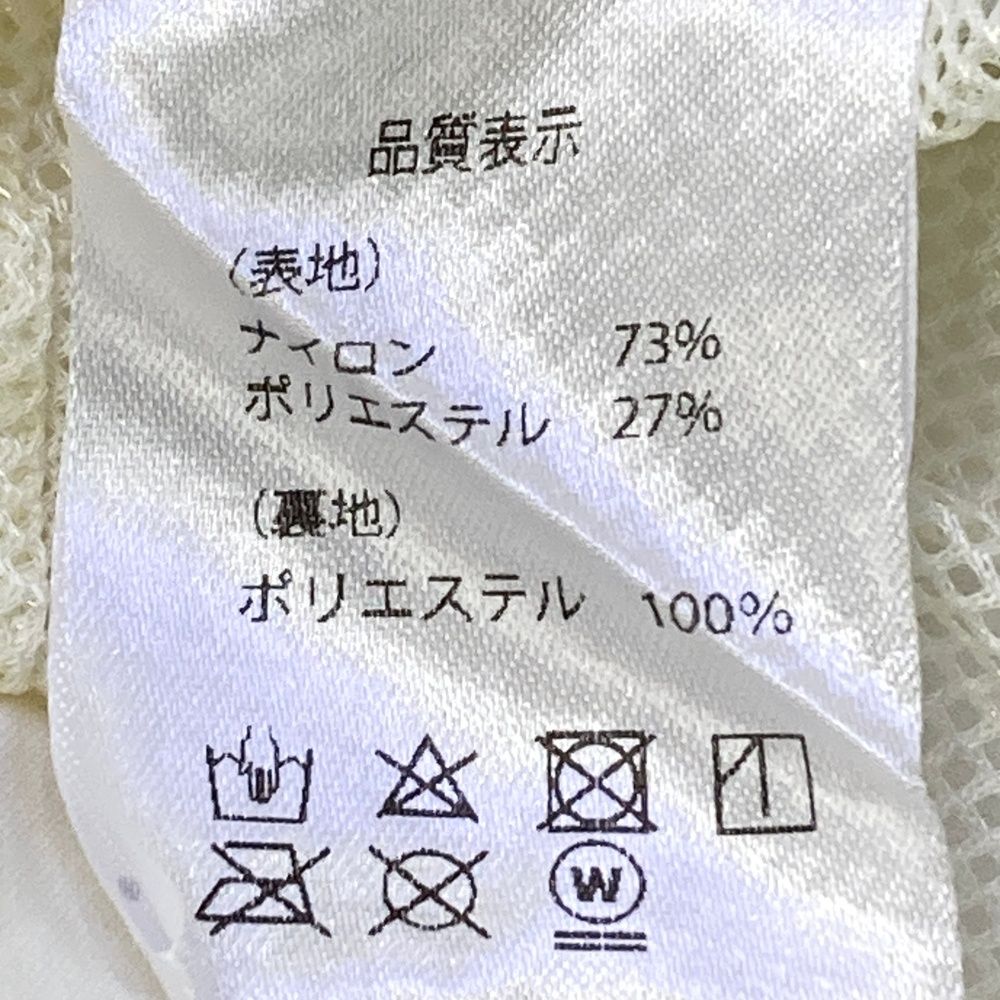 品質表示
(表地)
ナイロン 73%
ポリエステル 27%
(裏地)
ポリエステル 100%
W